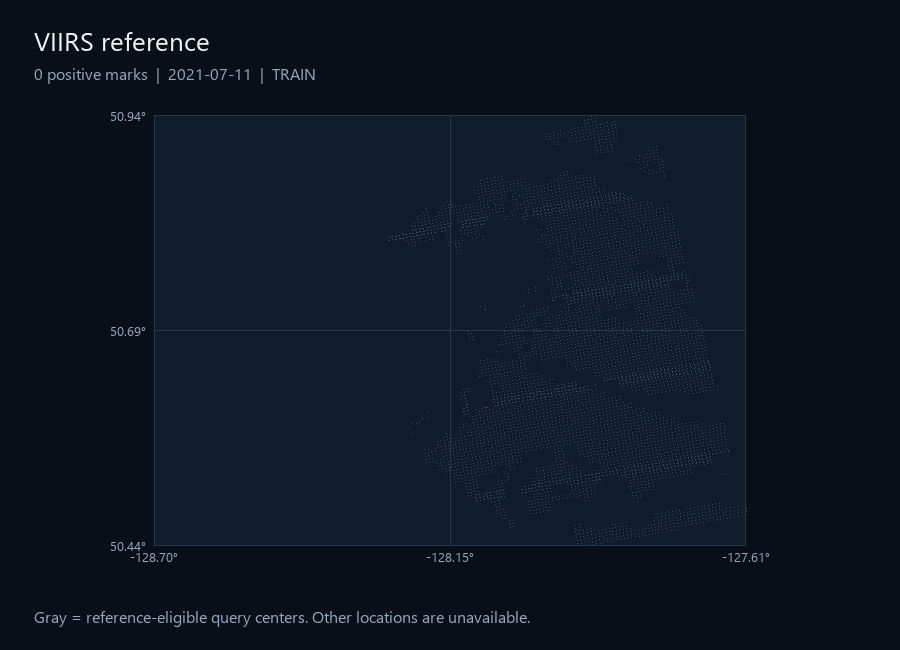 VIIRS reference
0 positive marks | 2021-07-11 | TRAIN
50.94°
50.69°
50.44°
-128.70°
-128.15°
-127.61°
Gray = reference-eligible query centers. Other locations are unavailable.